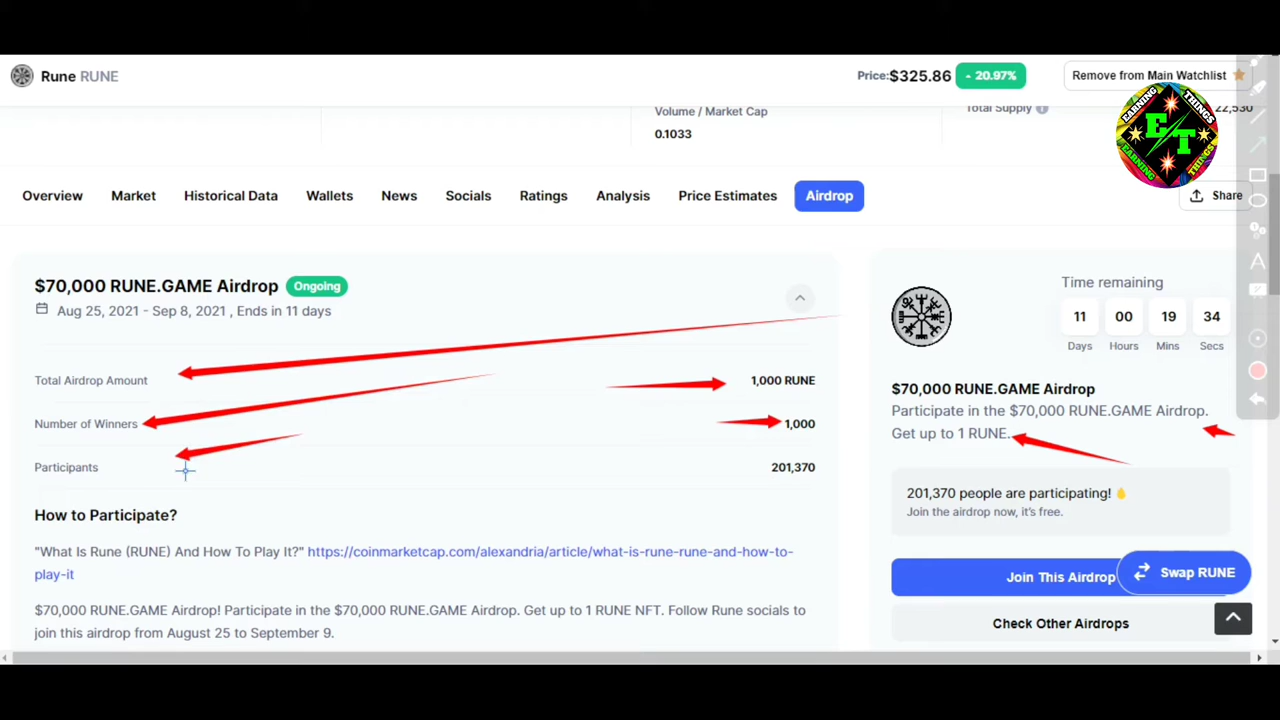 Rune RUNE
Price:$325.86 - 20.97% Remove from Main Watchlist
Volume / Market Cap
0.1033
Total Supply 22,530
EARNING THINGS
ET
EARNING THINGS
Overview Market Historical Data Wallets News Socials Ratings Analysis Price Estimates Airdrop
Share
$70,000 RUNE.GAME Airdrop Ongoing
Aug 25, 2021 - Sep 8, 2021 , Ends in 11 days
Total Airdrop Amount 1,000 RUNE
Number of Winners 1,000
Participants 201,370
How to Participate?
"What Is Rune (RUNE) And How To Play It?" https://coinmarketcap.com/alexandria/article/what-is-rune-rune-and-how-to-
play-it
$70,000 RUNE.GAME Airdrop! Participate in the $70,000 RUNE.GAME Airdrop. Get up to 1 RUNE NFT. Follow Rune socials to
join this airdrop from August 25 to September 9.
Time remaining
11 00 19 34
Days Hours Mins Secs
$70,000 RUNE.GAME Airdrop
Participate in the $70,000 RUNE.GAME Airdrop.
Get up to 1 RUNE.
201,370 people are participating!
Join the airdrop now, it's free.
Join This Airdrop
Swap RUNE
Check Other Airdrops